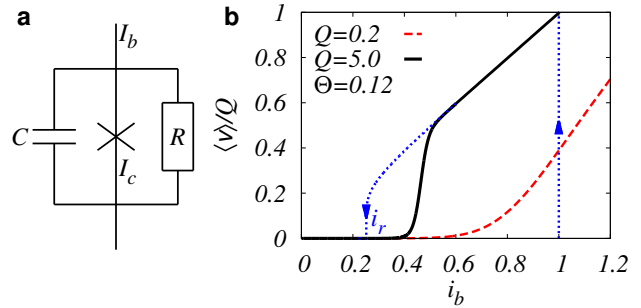 a
I_b
C
I_c
R
b
⟨v⟩/Q
1
0.8
0.6
0.4
0.2
0
Q=0.2
Q=5.0
Θ=0.12
i_r
0 0.2 0.4 0.6 0.8 1 1.2
i_b